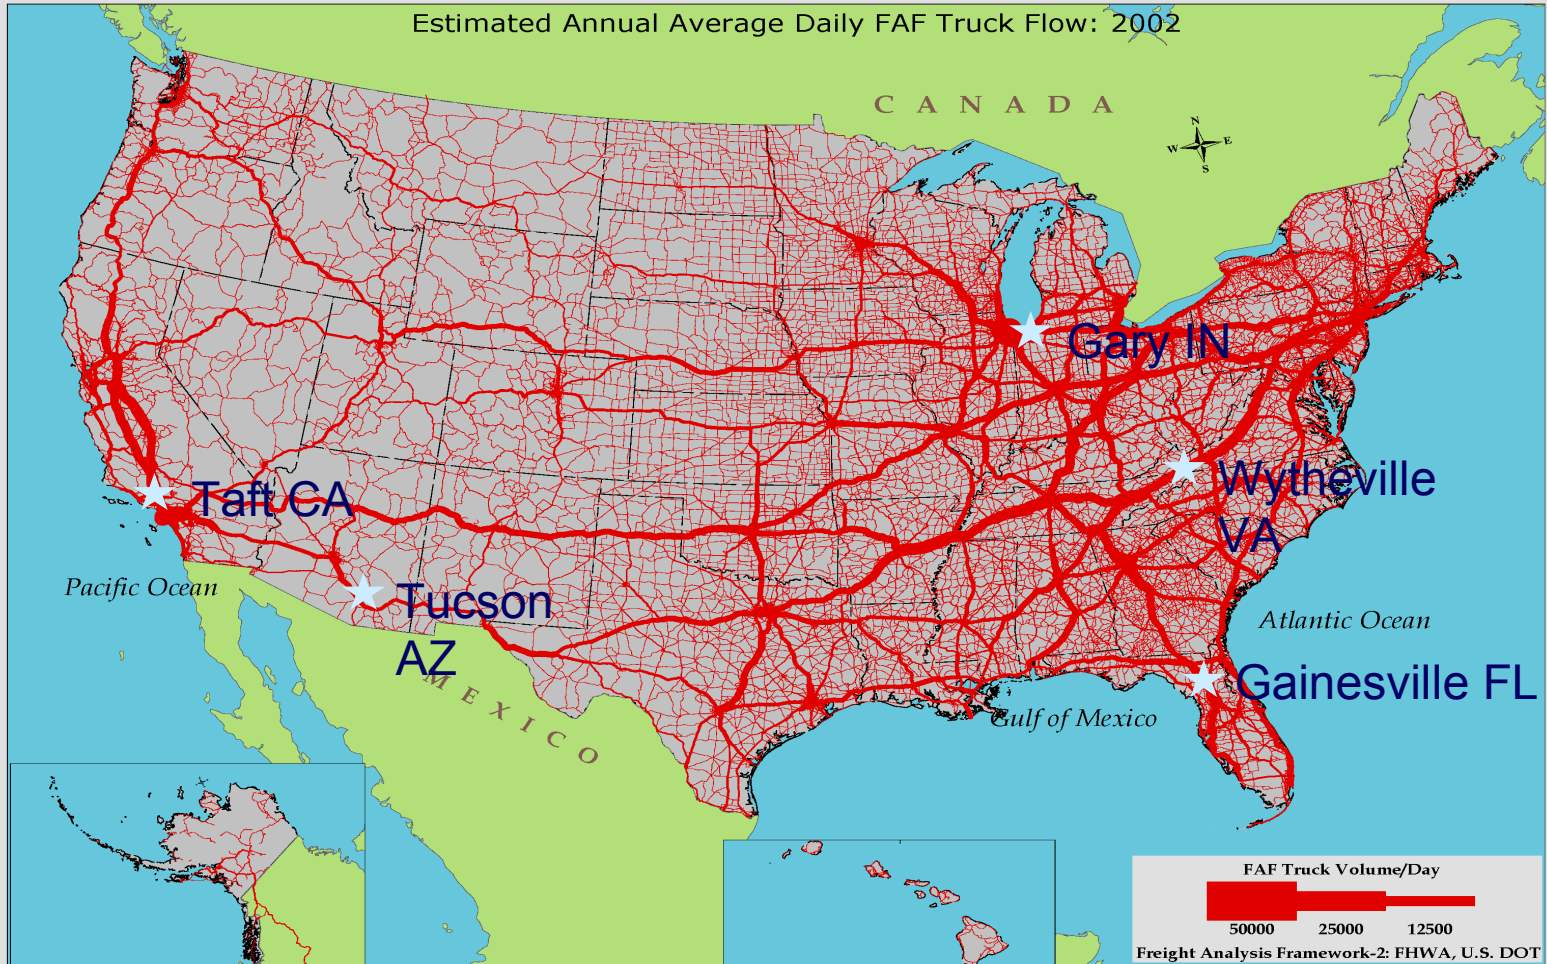 Estimated Annual Average Daily FAF Truck Flow: 2002
CANADA
N
W E
S
Gary IN
Wytheville
VA
Taft CA
Pacific Ocean
Tucson
AZ
Atlantic Ocean
MEXICO
Gainesville FL
Gulf of Mexico
FAF Truck Volume/Day
50000 25000 12500
Freight Analysis Framework-2: FHWA, U.S. DOT